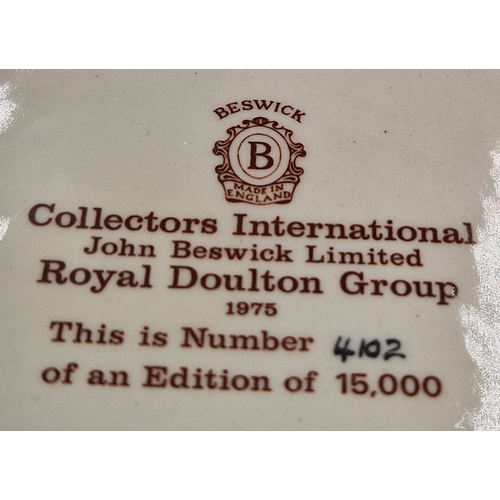 BESWICK
B
MADE IN
ENGLAND
Collectors International
John Beswick Limited
Royal Doulton Group
1975
This is Number 4102
of an Edition of 15,000